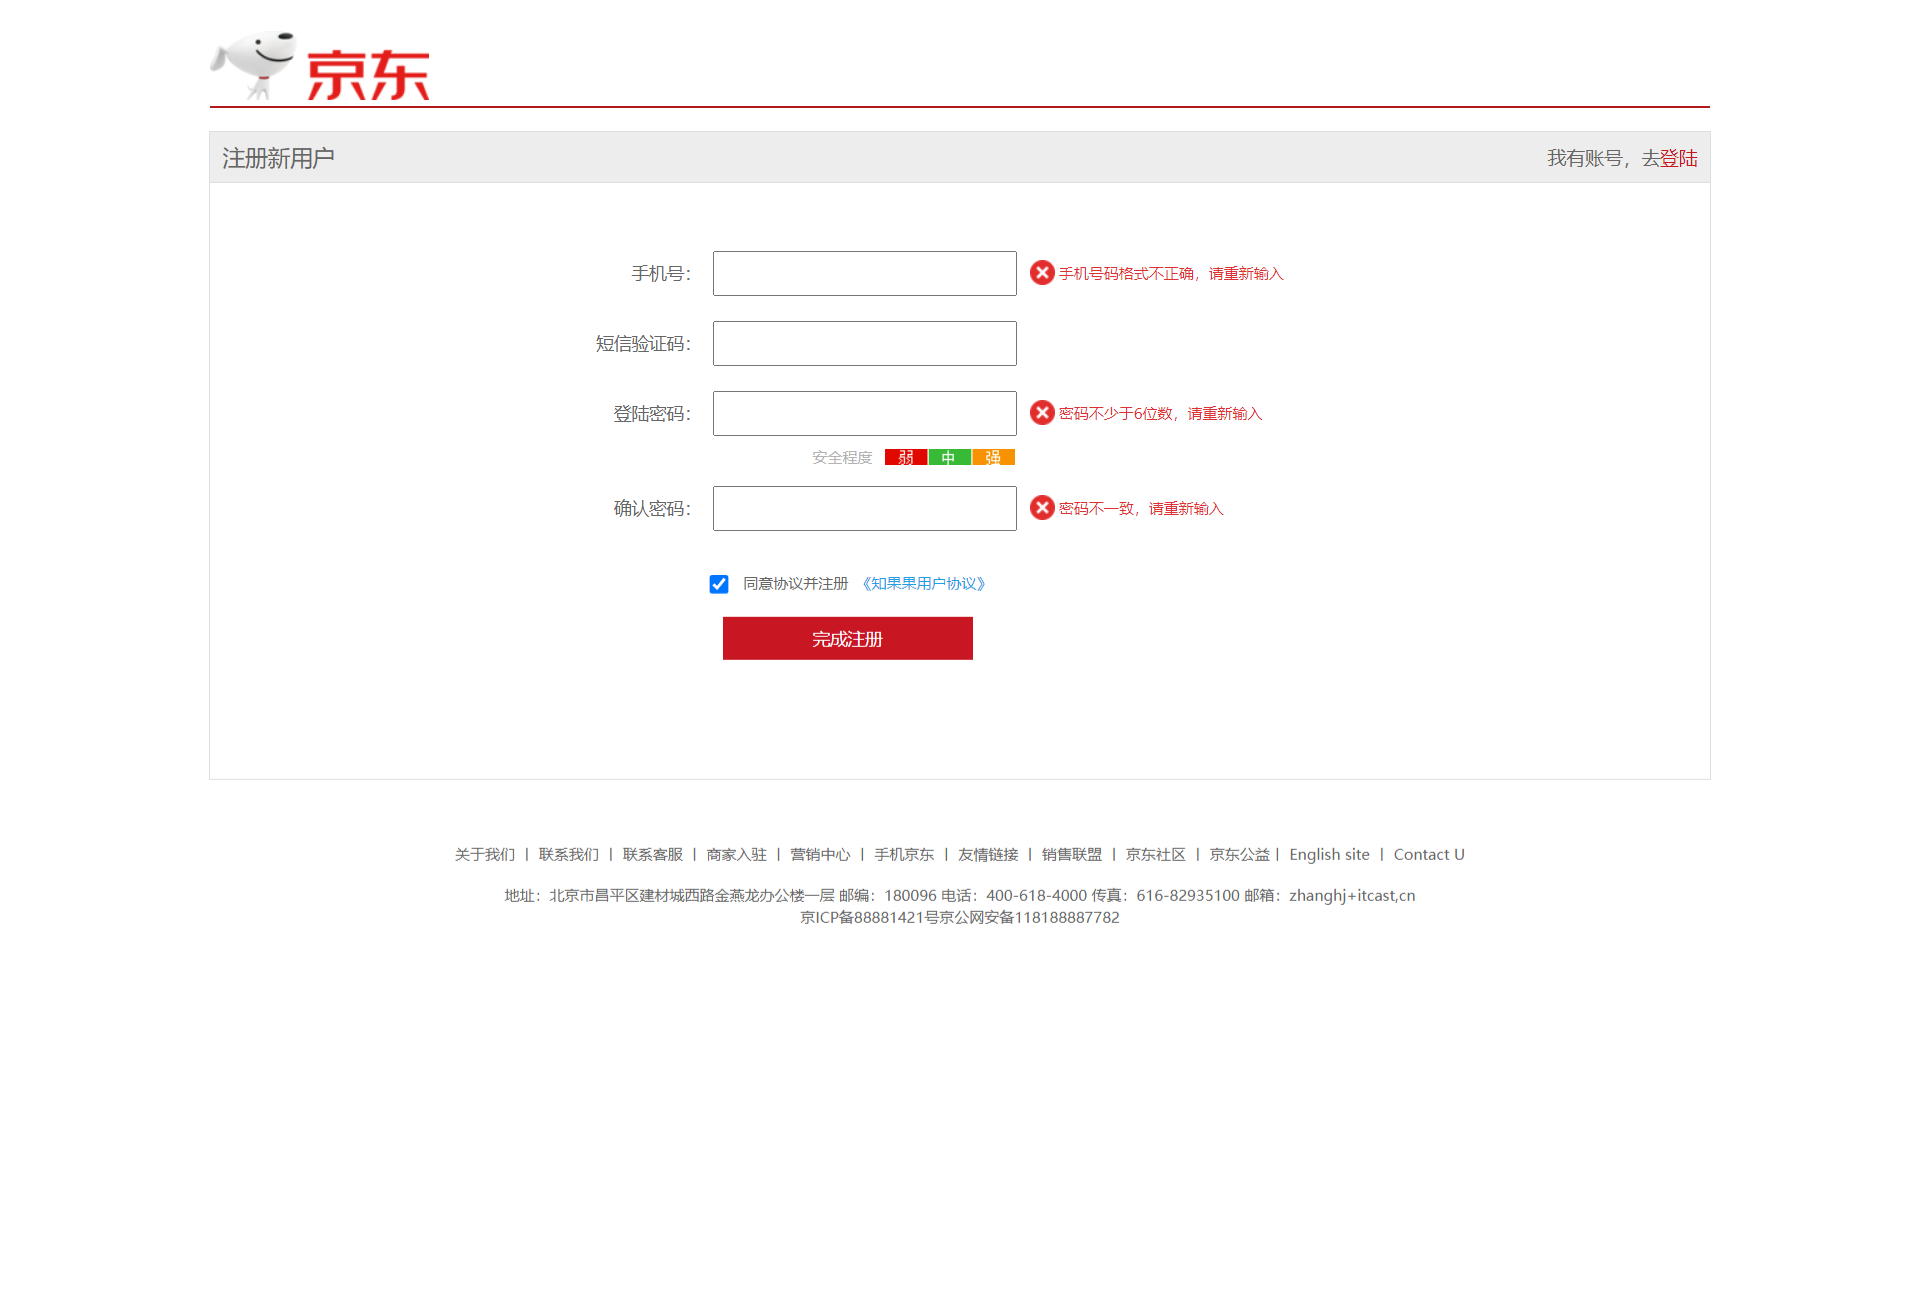 京东
注册新用户 我有账号，去登陆
手机号： 手机号码格式不正确，请重新输入
短信验证码：
登陆密码： 密码不少于6位数，请重新输入
安全程度 弱 中 强
确认密码： 密码不一致，请重新输入
同意协议并注册 《知果果用户协议》
完成注册
关于我们 | 联系我们 | 联系客服 | 商家入驻 | 营销中心 | 手机京东 | 友情链接 | 销售联盟 | 京东社区 | 京东公益 | English site | Contact U
地址：北京市昌平区建材城西路金燕龙办公楼一层 邮编：180096 电话：400-618-4000 传真：616-82935100 邮箱：zhanghj+itcast,cn
京ICP备88881421号京公网安备118188887782